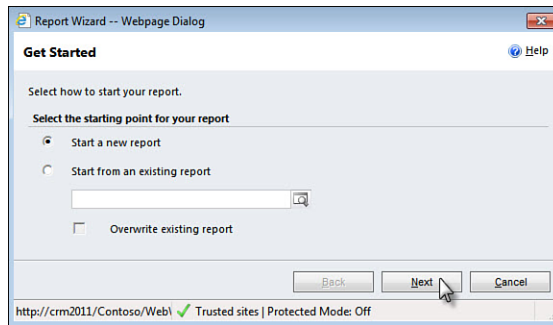 Report Wizard -- Webpage Dialog
Get Started
Help
Select how to start your report.
Select the starting point for your report
Start a new report
Start from an existing report
Overwrite existing report
Back Next Cancel
http://crm2011/Contoso/Web\ Trusted sites | Protected Mode: Off